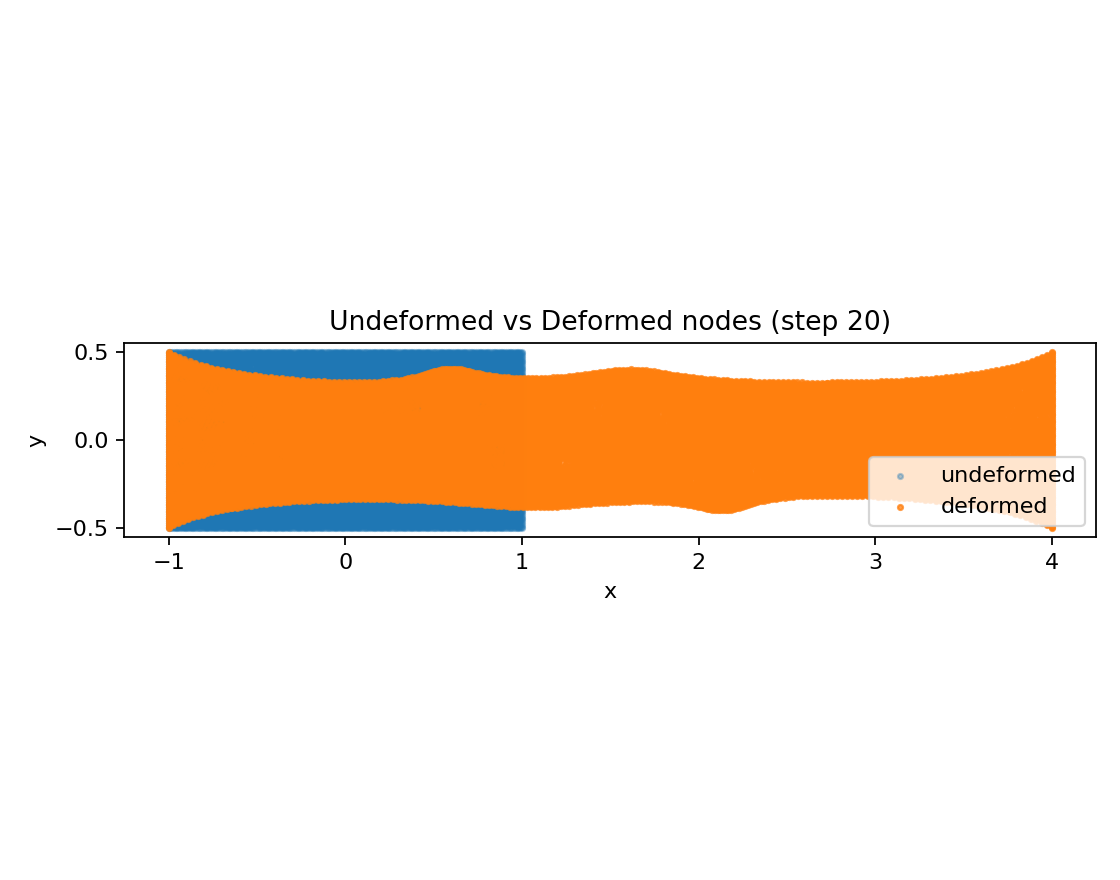 Undeformed vs Deformed nodes (step 20)
0.5
0.0
−0.5
y
undeformed
deformed
−1 0 1 2 3 4
x